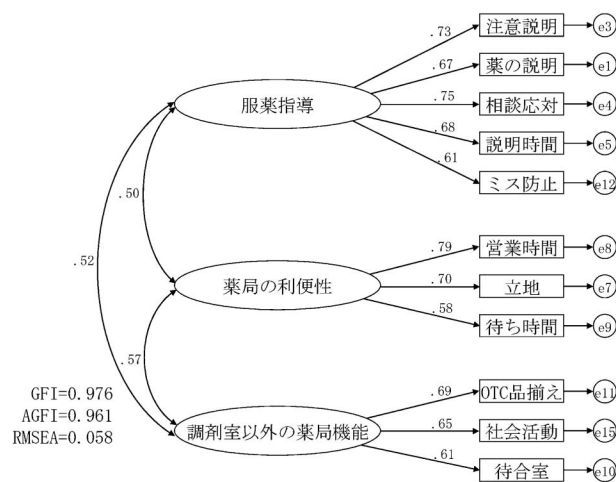 .73
注意説明
e3
.67
薬の説明
e1
服薬指導
.75
相談応対
e4
.68
説明時間
e5
.61
ミス防止
e12
.50
.52
.79
営業時間
e8
薬局の利便性
.70
立地
e7
.58
待ち時間
e9
.57
GFI=0.976
AGFI=0.961
RMSEA=0.058
.69
OTC品揃え
e11
調剤室以外の薬局機能
.65
社会活動
e15
.61
待合室
e10